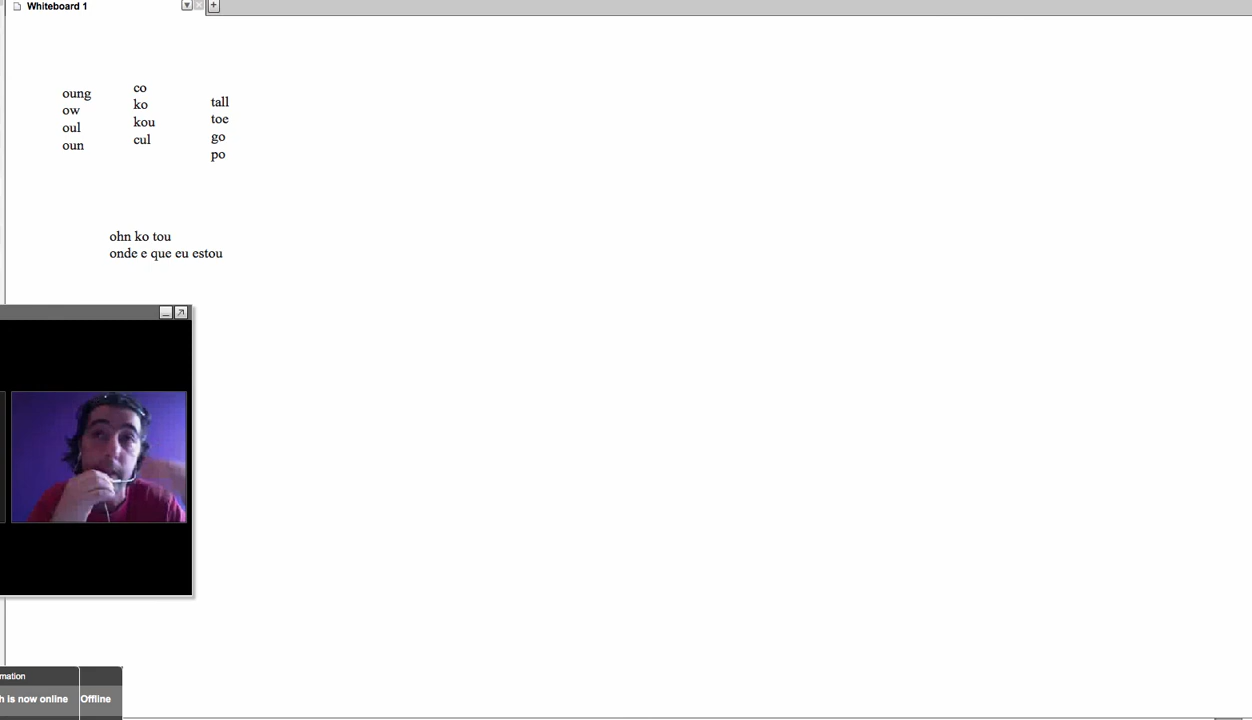 Whiteboard 1
oung
ow
oul
oun
co
ko
kou
cul
tall
toe
go
po
ohn ko tou
onde e que eu estou
mation
h is now online
Offline